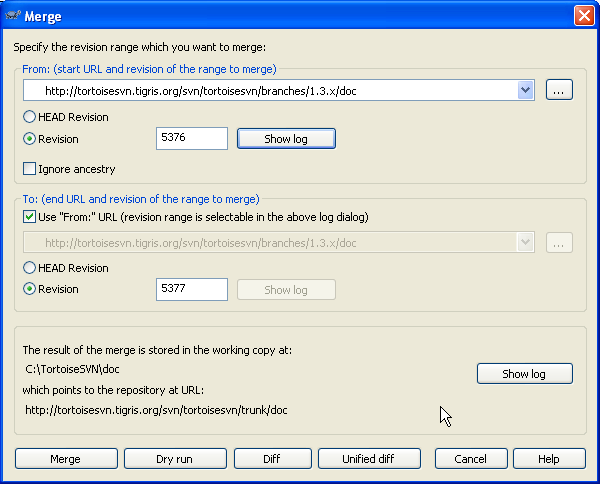 Merge
Specify the revision range which you want to merge:
From: (start URL and revision of the range to merge)
http://tortoisesvn.tigris.org/svn/tortoisesvn/branches/1.3.x/doc ...
HEAD Revision
Revision 5376 Show log
Ignore ancestry
To: (end URL and revision of the range to merge)
Use "From:" URL (revision range is selectable in the above log dialog)
http://tortoisesvn.tigris.org/svn/tortoisesvn/branches/1.3.x/doc ...
HEAD Revision
Revision 5377 Show log
The result of the merge is stored in the working copy at:
C:\TortoiseSVN\doc
Show log
which points to the repository at URL:
http://tortoisesvn.tigris.org/svn/tortoisesvn/trunk/doc
Merge Dry run Diff Unified diff Cancel Help